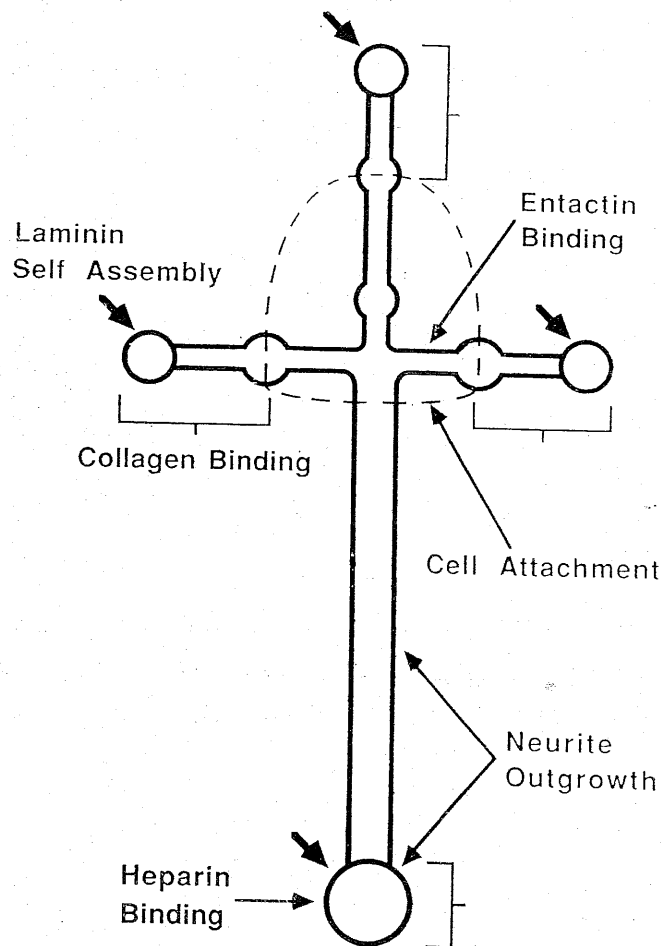 Entactin
Binding
Laminin
Self Assembly
Collagen Binding
Cell Attachment
Neurite
Outgrowth
Heparin
Binding